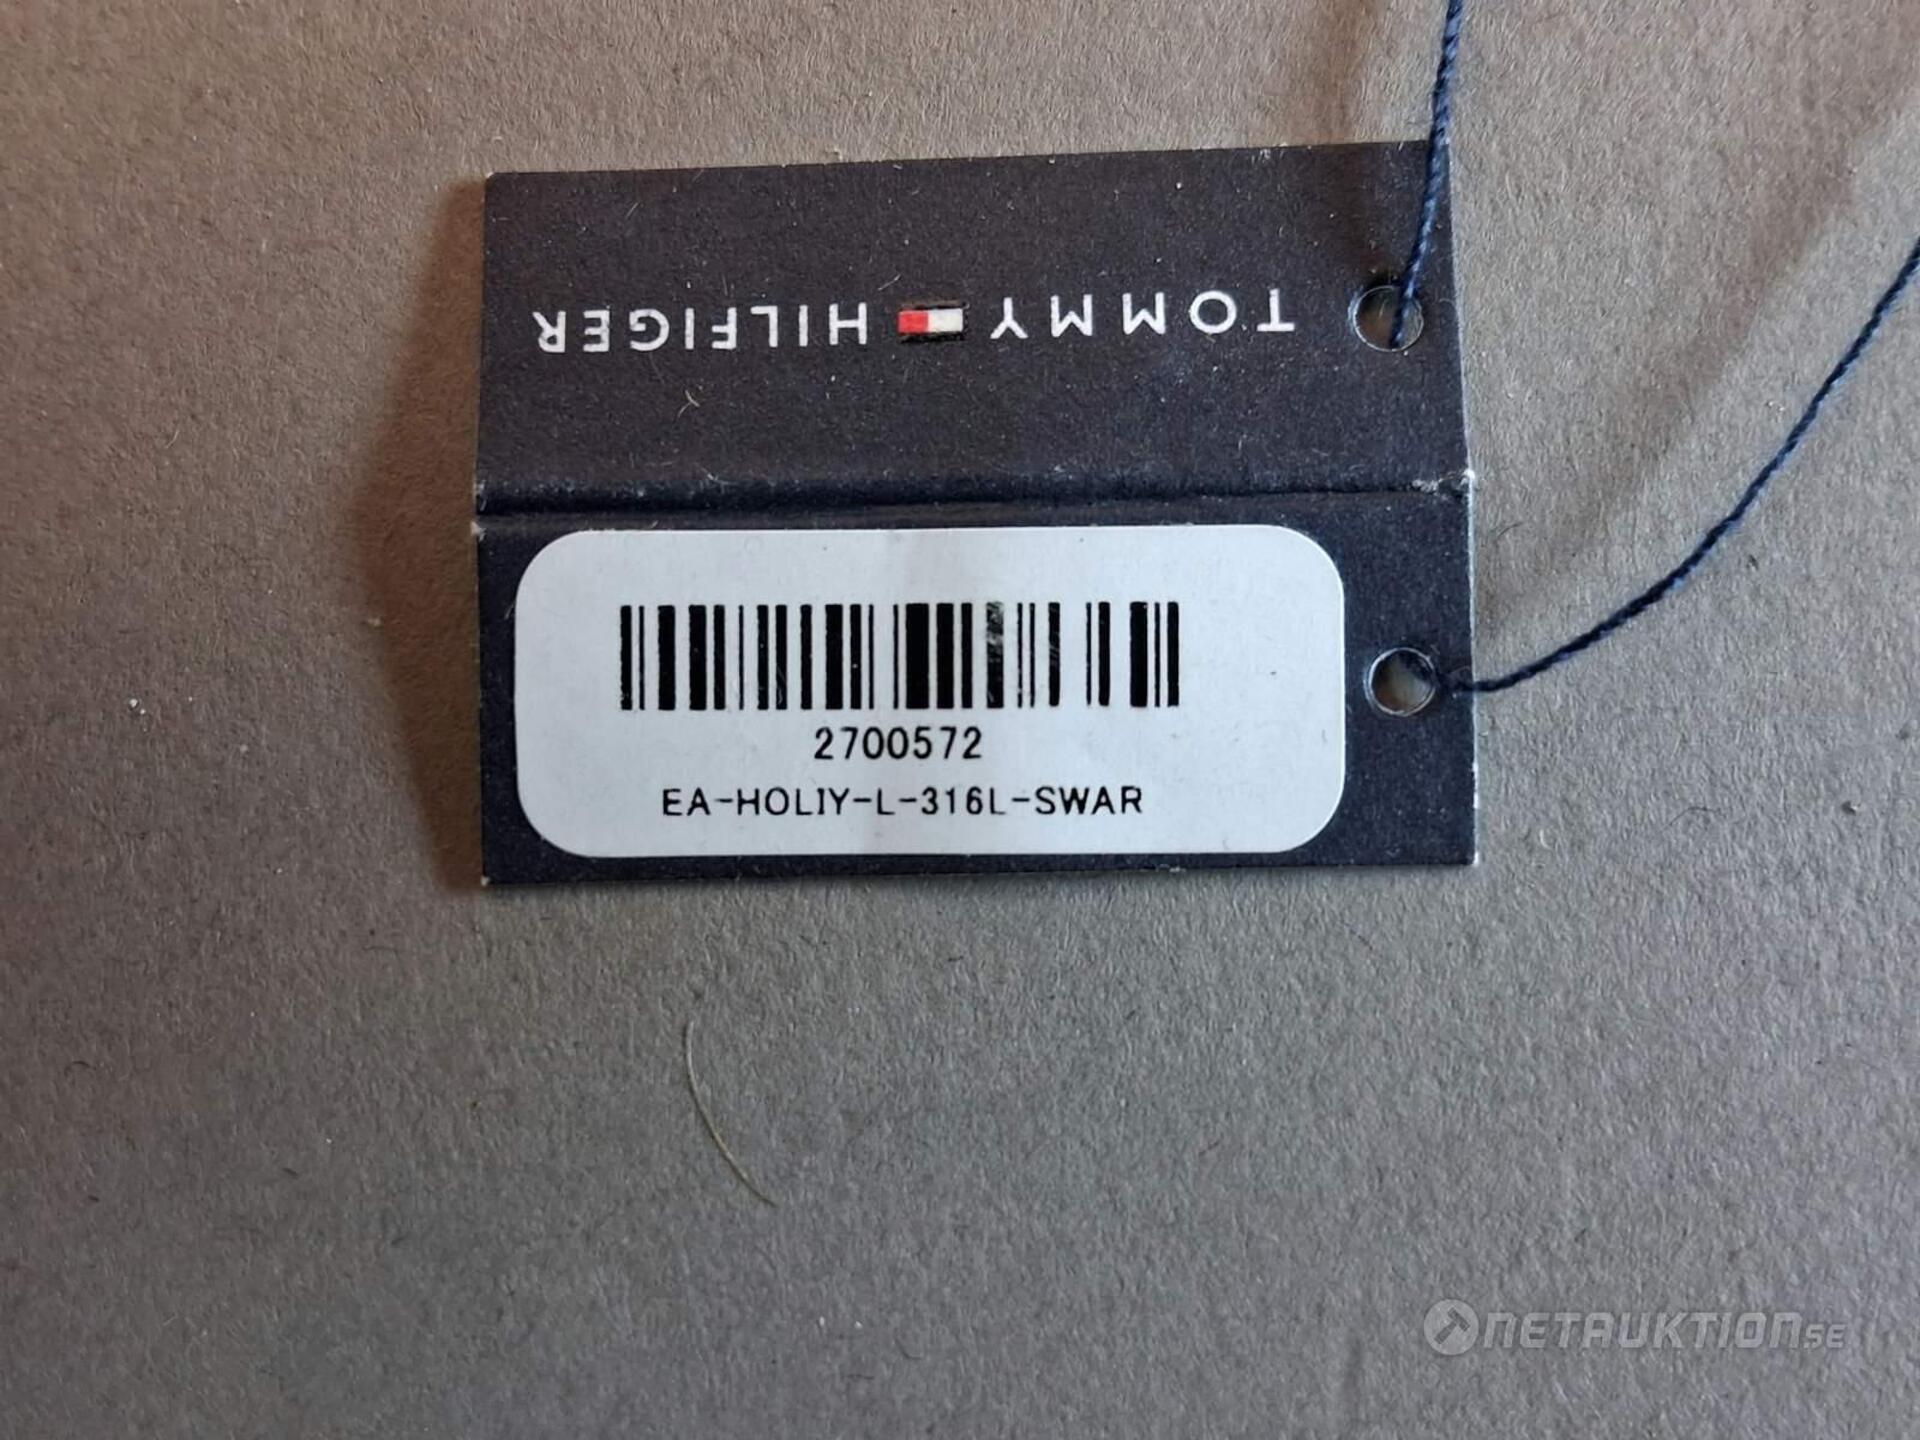 TOMMY HILFIGER
2700572
EA-HOLIY-L-316L-SWAR
NETAUKTION.SE